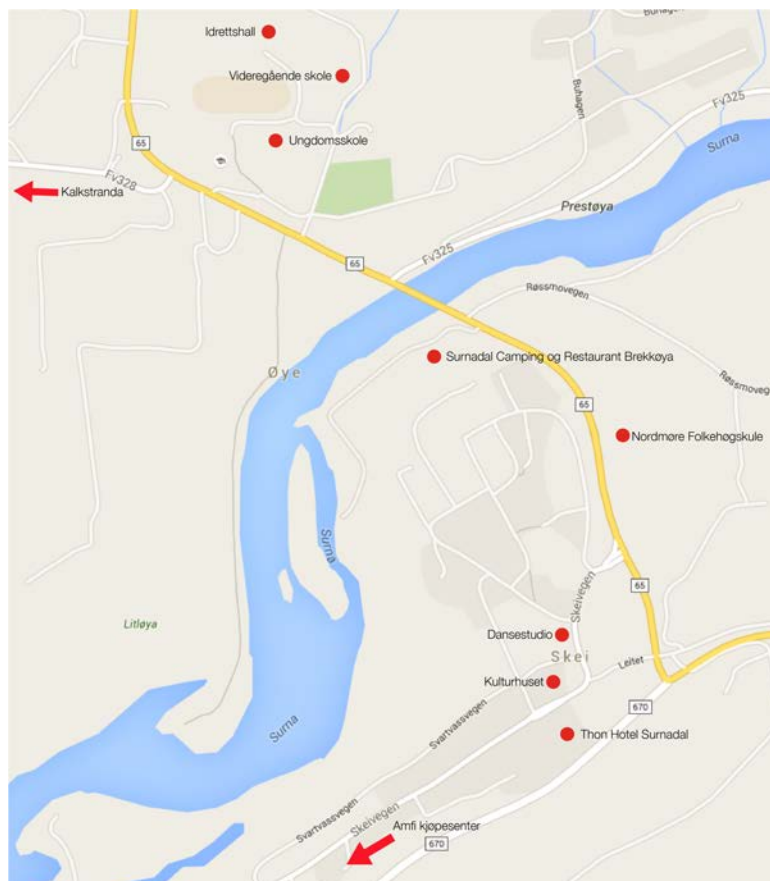 Idrettshall
Videregående skole
Ungdomsskole
65
Fv328
Kalkstranda
Buhagen
Buhagen
Fv325
Surna
Prestøya
Fv325
65
Røssmovegen
Surnadal Camping og Restaurant Brekkøya
Øye
Røssmoveg
65
Nordmøre Folkehøgskule
Surna
Skeivegen
65
Litløya
Dansestudio
Skei
Leitet
Kulturhuset
670
Svartvassvegen
Surna
Thon Hotel Surnadal
Svartvassvegen
Skeivegen
Amfi kjøpesenter
670